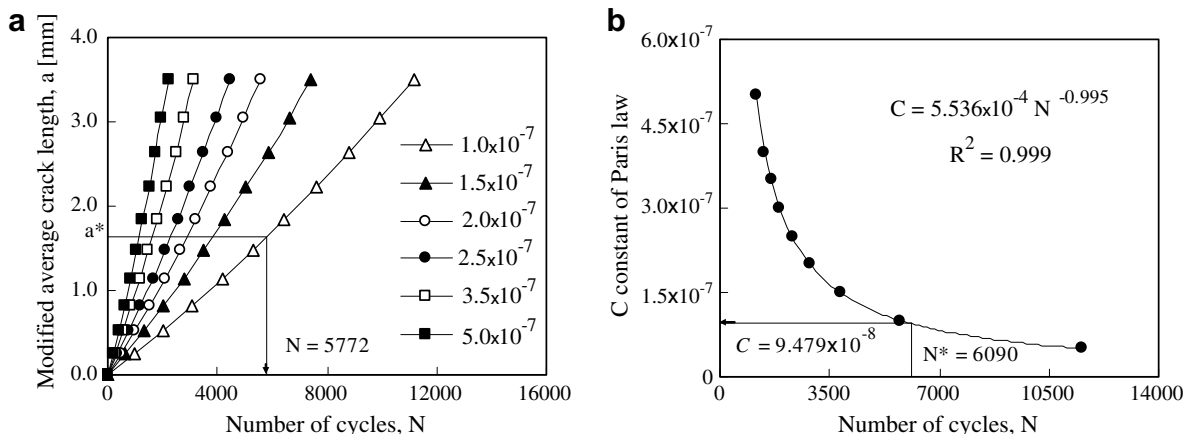 a
Modified average crack length, a [mm]
4.0
3.0
2.0
a*
1.0
0.0
0
4000
8000
12000
16000
Number of cycles, N
N = 5772
1.0x10^-7
1.5x10^-7
2.0x10^-7
2.5x10^-7
3.5x10^-7
5.0x10^-7
b
C constant of Paris law
6.0x10^-7
4.5x10^-7
3.0x10^-7
1.5x10^-7
0
0
3500
7000
10500
14000
Number of cycles, N
C = 5.536x10^-4 N^-0.995
R^2 = 0.999
C = 9.479x10^-8
N* = 6090